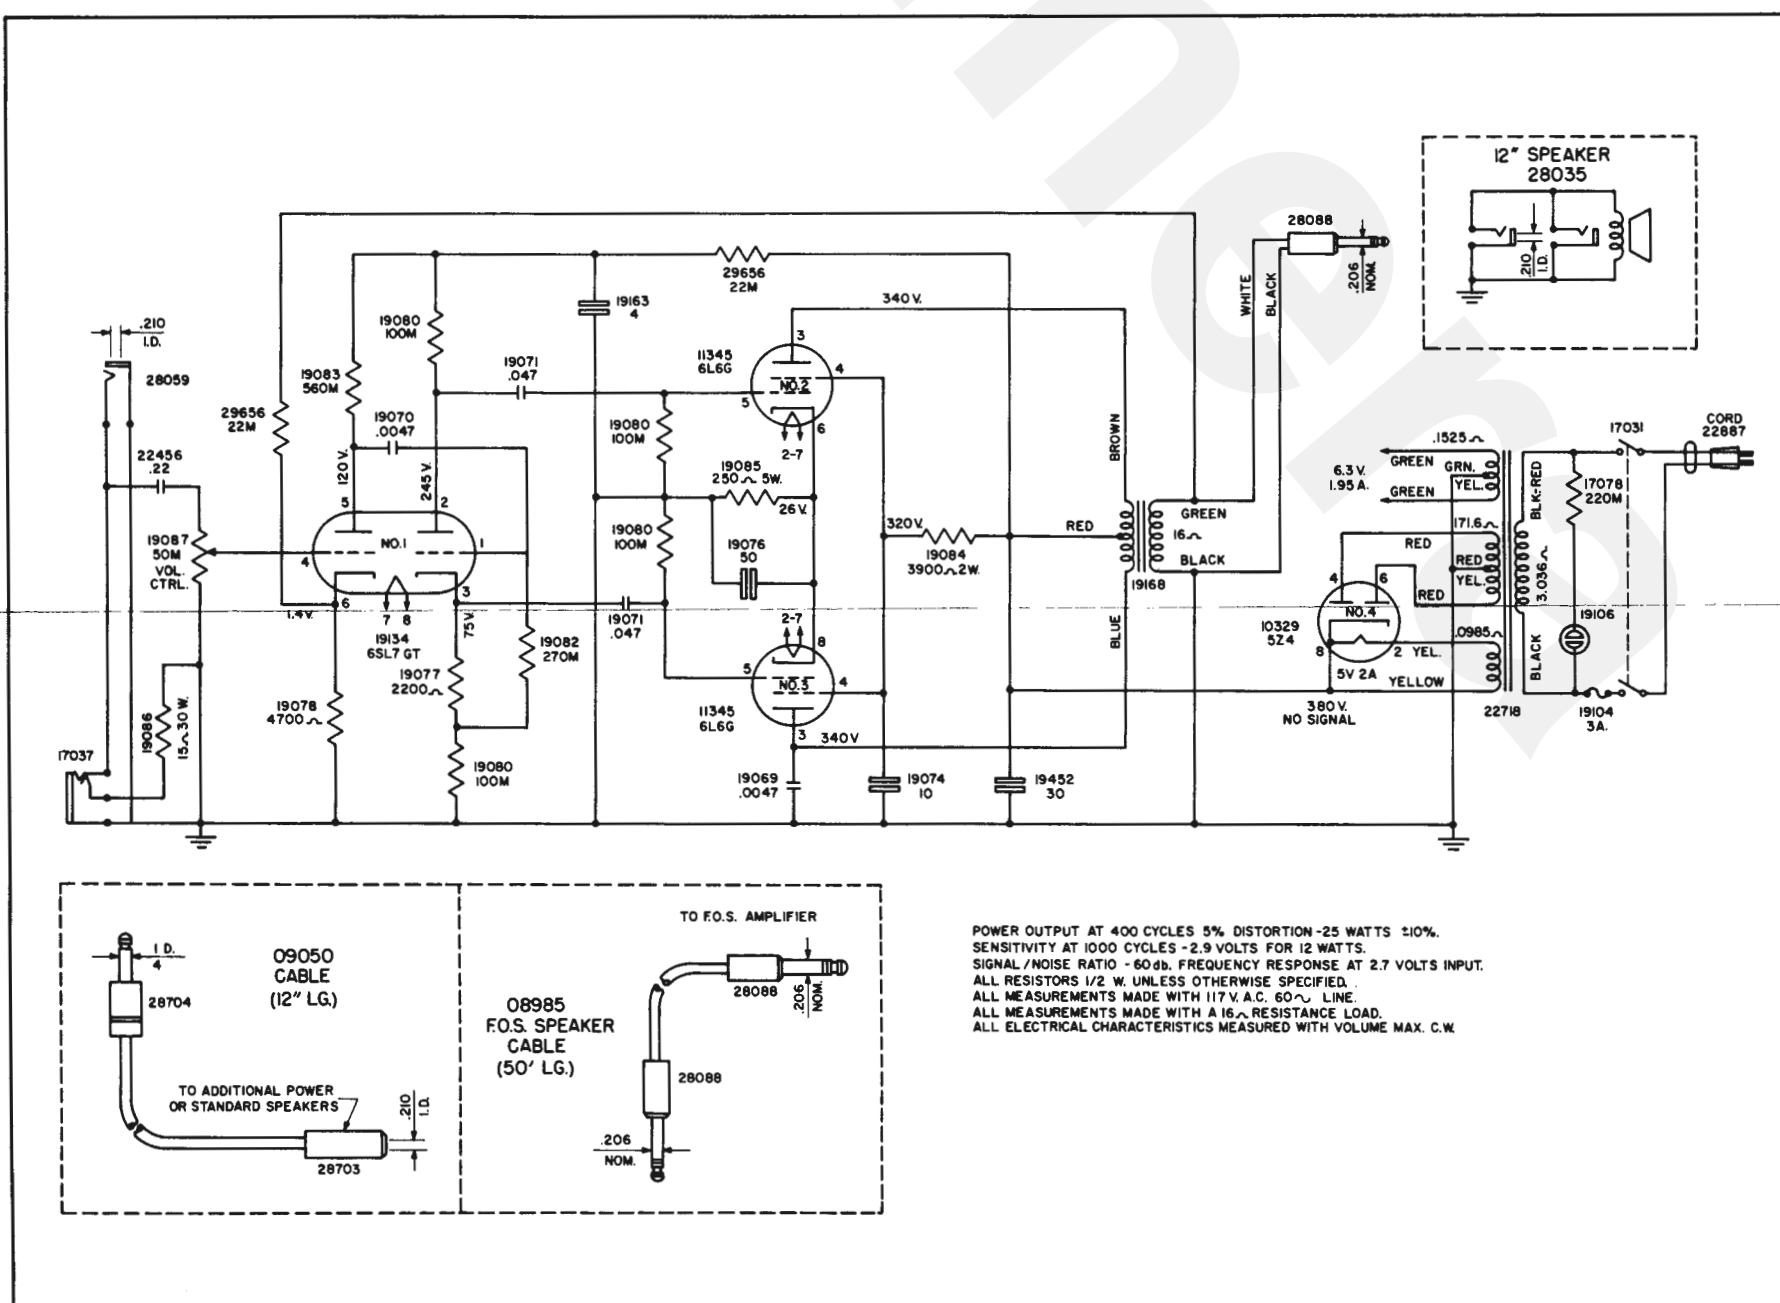 12" SPEAKER
28035
.210
I.D.
28088
WHITE
BLACK
.206
NOM.
29656
22M
340V.
19163
4
19080
100M
.210
I.D.
28059
19071
.047
11345
6L6G
3
4
NO.2
5
6
2-7
19083
560M
29656
22M
19070
.0047
19080
100M
BROWN
17031
CORD
22887
.1525 Ω
GREEN
GRN.
YEL.
6.3 V.
1.95 A.
GREEN
BLK-RED
17078
220M
22456
.22
120V.
245V.
19085
250 Ω 5W.
26V.
5
2
NO.1
4
1
6
7
8
3
19087
50M
VOL.
CTRL.
19080
100M
320V.
19084
3900 Ω 2W.
RED
GREEN
16 Ω
BLACK
19168
171.6 Ω
RED
RED
YEL.
RED
3.036 Ω
19076
50
4
6
NO.4
10329
5Z4
8
2
YEL.
.0985 Ω
19106
1.4V.
19134
6SL7 GT
75V.
19071
.047
2-7
8
BLUE
BLACK
19082
270M
19077
2200 Ω
5
NO.3
4
3
11345
6L6G
340V
5V 2A
YELLOW
380V.
NO SIGNAL
22718
19104
3A.
19078
4700 Ω
19086
15 Ω 30W.
17037
19080
100M
19069
.0047
19074
10
19452
30
I D.
4
09050
CABLE
(12" LG.)
28704
TO ADDITIONAL POWER
OR STANDARD SPEAKERS
.210
I.D.
28703
TO F.O.S. AMPLIFIER
28088
.206
NOM.
08985
F.O.S. SPEAKER
CABLE
(50' LG.)
28088
.206
NOM.
POWER OUTPUT AT 400 CYCLES 5% DISTORTION -25 WATTS ±10%.
SENSITIVITY AT 1000 CYCLES -2.9 VOLTS FOR 12 WATTS.
SIGNAL/NOISE RATIO -60db. FREQUENCY RESPONSE AT 2.7 VOLTS INPUT.
ALL RESISTORS 1/2 W. UNLESS OTHERWISE SPECIFIED.
ALL MEASUREMENTS MADE WITH 117 V. A.C. 60~ LINE.
ALL MEASUREMENTS MADE WITH A 16 Ω RESISTANCE LOAD.
ALL ELECTRICAL CHARACTERISTICS MEASURED WITH VOLUME MAX. C.W.